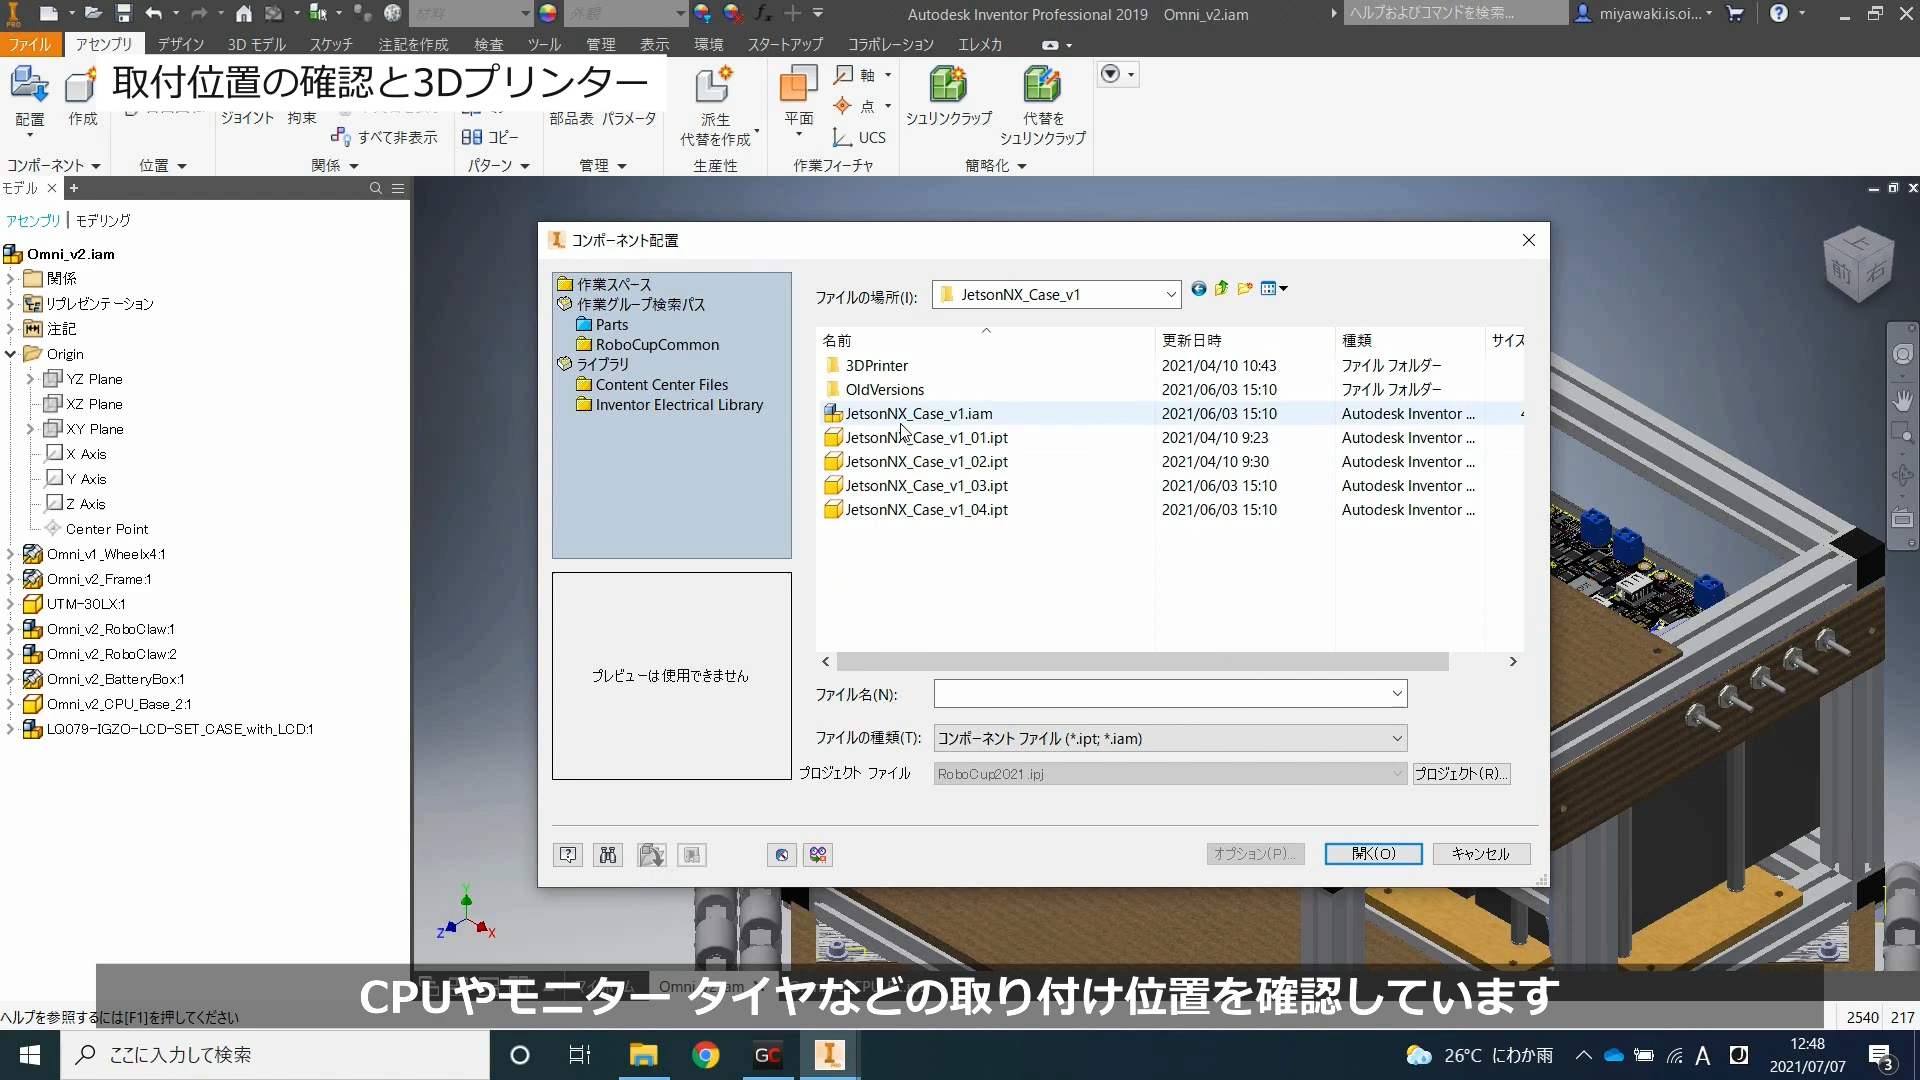 Autodesk Inventor Professional 2019 Omni_v2.iam
ヘルプおよびコマンドを検索...
miyawaki.is.oi...
材料
外観
ファイル アセンブリ デザイン 3D モデル スケッチ 注記を作成 検査 ツール 管理 表示 環境 スタートアップ コラボレーション エレメカ
取付位置の確認と3Dプリンター
配置
作成
ジョイント 拘束
すべて非表示
コピー
部品表 パラメータ
派生
代替を作成
平面
軸
点
UCS
シュリンクラップ
代替を
シュリンクラップ
コンポーネント 位置 関係 パターン 管理 生産性 作業フィーチャ 簡略化
モデル
アセンブリ モデリング
Omni_v2.iam
関係
リプレゼンテーション
注記
Origin
YZ Plane
XZ Plane
XY Plane
X Axis
Y Axis
Z Axis
Center Point
Omni_v1_Wheelx4:1
Omni_v2_Frame:1
UTM-30LX:1
Omni_v2_RoboClaw:1
Omni_v2_RoboClaw:2
Omni_v2_BatteryBox:1
Omni_v2_CPU_Base_2:1
LQ079-IGZO-LCD-SET_CASE_with_LCD:1
コンポーネント配置
作業スペース
作業グループ検索パス
Parts
RoboCupCommon
ライブラリ
Content Center Files
Inventor Electrical Library
プレビューは使用できません
ファイルの場所(I): JetsonNX_Case_v1
名前 更新日時 種類 サイズ
3DPrinter 2021/04/10 10:43 ファイル フォルダー
OldVersions 2021/06/03 15:10 ファイル フォルダー
JetsonNX_Case_v1.iam 2021/06/03 15:10 Autodesk Inventor ...
JetsonNX_Case_v1_01.ipt 2021/04/10 9:23 Autodesk Inventor ...
JetsonNX_Case_v1_02.ipt 2021/04/10 9:30 Autodesk Inventor ...
JetsonNX_Case_v1_03.ipt 2021/06/03 15:10 Autodesk Inventor ...
JetsonNX_Case_v1_04.ipt 2021/06/03 15:10 Autodesk Inventor ...
ファイル名(N):
ファイルの種類(T): コンポーネント ファイル (*.ipt; *.iam)
プロジェクト ファイル RoboCup2021.ipj プロジェクト(R)...
オプション(P)... 開く(O) キャンセル
上
前
右
Y
Z
X
CPUやモニター タイヤなどの取り付け位置を確認しています
ヘルプを参照するには[F1]を押してください
2540 217
ここに入力して検索
GC
26°C にわか雨
A
12:48
2021/07/07
3